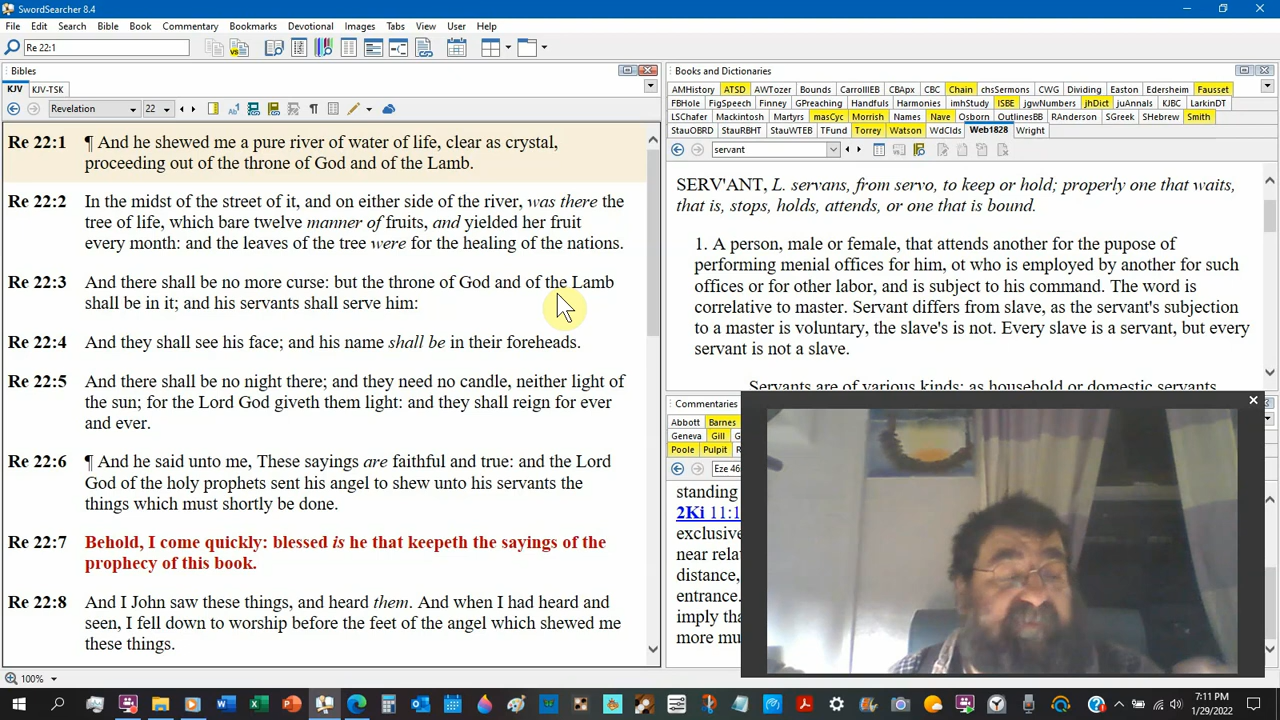 SwordSearcher 8.4
File Edit Search Bible Book Commentary Bookmarks Devotional Images Tabs View User Help
Re 22:1
Bibles
KJV KJV-TSK
Revelation 22
Re 22:1 ¶ And he shewed me a pure river of water of life, clear as crystal,
proceeding out of the throne of God and of the Lamb.
Re 22:2 In the midst of the street of it, and on either side of the river, was there the
tree of life, which bare twelve manner of fruits, and yielded her fruit
every month: and the leaves of the tree were for the healing of the nations.
Re 22:3 And there shall be no more curse: but the throne of God and of the Lamb
shall be in it; and his servants shall serve him:
Re 22:4 And they shall see his face; and his name shall be in their foreheads.
Re 22:5 And there shall be no night there; and they need no candle, neither light of
the sun; for the Lord God giveth them light: and they shall reign for ever
and ever.
Re 22:6 ¶ And he said unto me, These sayings are faithful and true: and the Lord
God of the holy prophets sent his angel to shew unto his servants the
things which must shortly be done.
Re 22:7 Behold, I come quickly: blessed is he that keepeth the sayings of the
prophecy of this book.
Re 22:8 And I John saw these things, and heard them. And when I had heard and
seen, I fell down to worship before the feet of the angel which shewed me
these things.
100%
Books and Dictionaries
AMHistory ATSD AWTozer Bounds CarrollIEB CBApx CBC Chain chsSermons CWG Dividing Easton Edersheim Fausset
FBHole FigSpeech Finney GPreaching Handfuls Harmonies imhStudy ISBE jgwNumbers jhDict juAnnals KJBC LarkinDT
LSChafer Mackintosh Martyrs masCyc Morrish Names Nave Osborn OutlinesBB RAnderson SGreek SHebrew Smith
StauOBRD StauRBHT StauWTEB TFund Torrey Watson WdClds Web1828 Wright
servant
SERV'ANT, L. servans, from servo, to keep or hold; properly one that waits,
that is, stops, holds, attends, or one that is bound.
1. A person, male or female, that attends another for the pupose of
performing menial offices for him, ot who is employed by another for such
offices or for other labor, and is subject to his command. The word is
correlative to master. Servant differs from slave, as the servant's subjection
to a master is voluntary, the slave's is not. Every slave is a servant, but every
servant is not a slave.
Servants are of various kinds; as household or domestic servants
Commentaries
Abbott Barnes
Geneva Gill G
Poole Pulpit R
Eze 46
standing
2Ki 11:1
exclusive
near rela
distance,
entrance.
imply tha
more mu
7:11 PM
1/29/2022